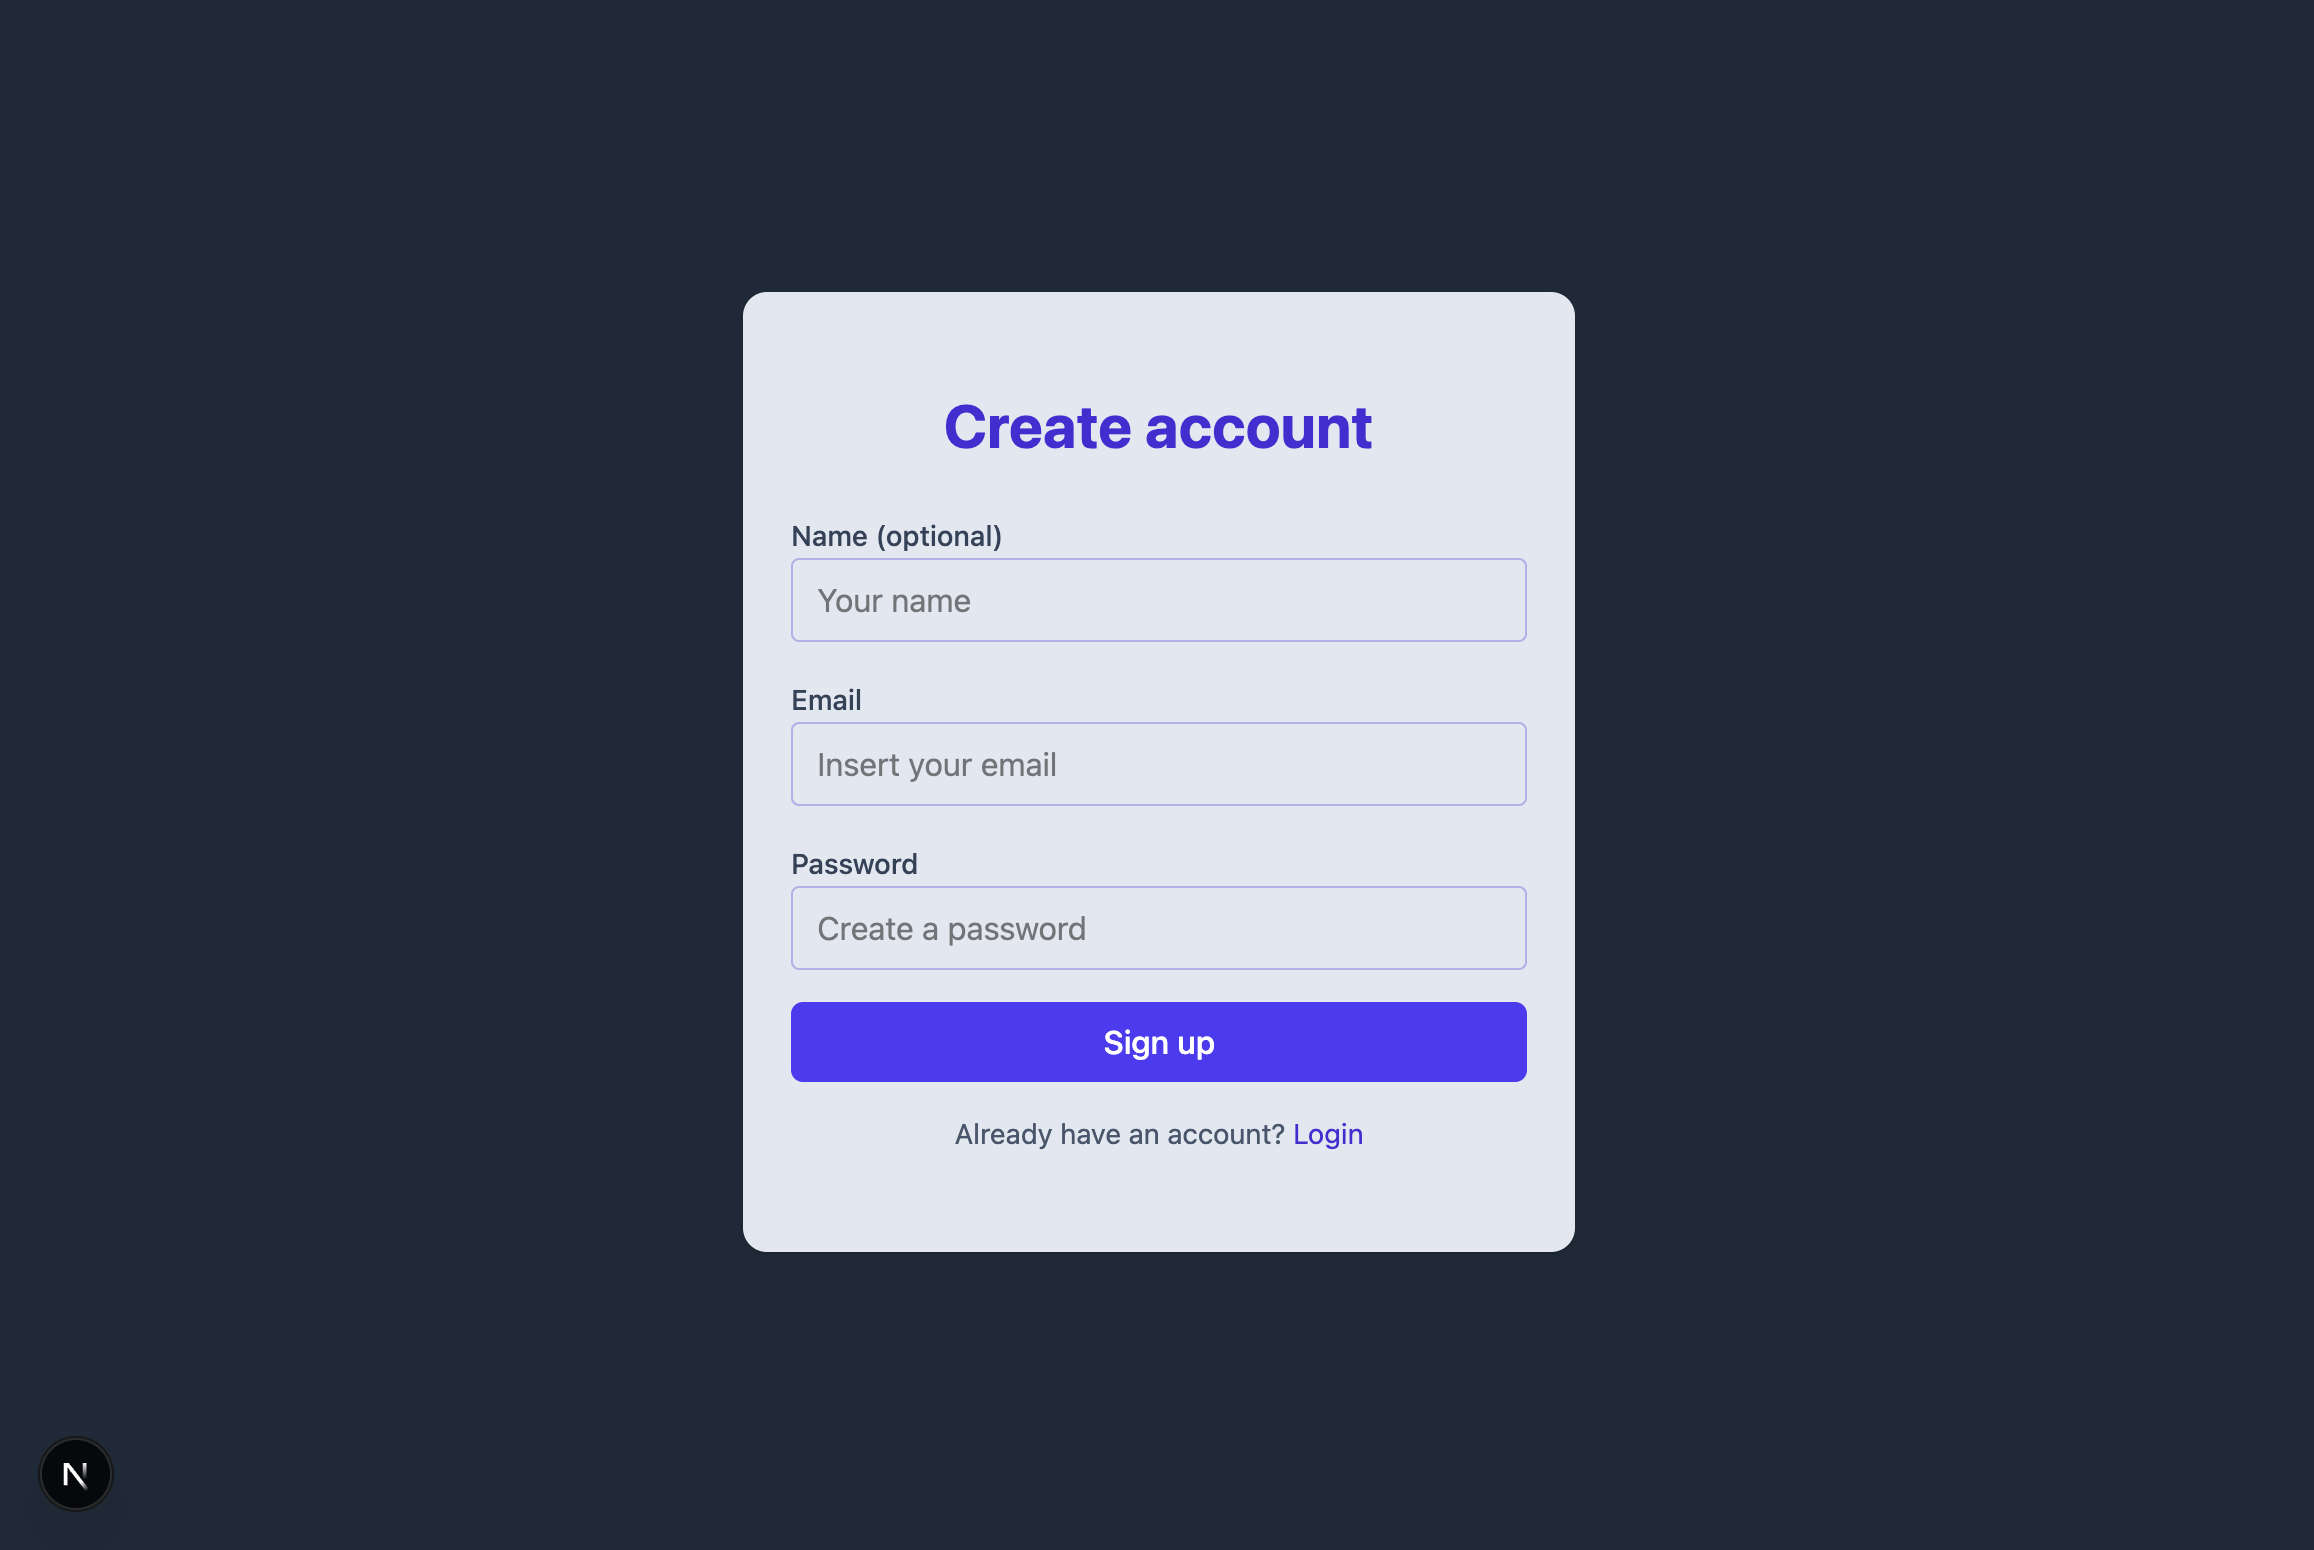 Create account
Name (optional)
Your name
Email
Insert your email
Password
Create a password
Sign up
Already have an account? Login
N